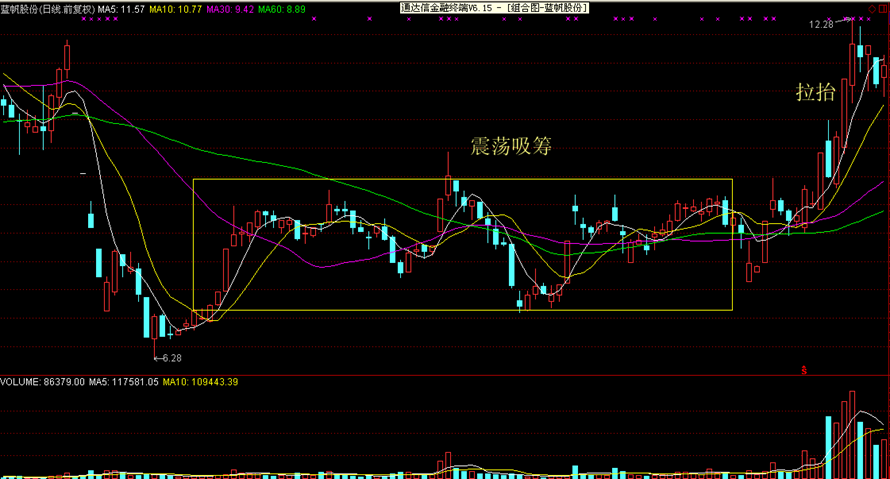 通达信金融终端V6.15 - [组合图-蓝帆股份]
蓝帆股份(日线 前复权) MA5: 11.57 MA10: 10.77 MA30: 9.42 MA60: 8.89
12.28
拉抬
震荡吸筹
6.28
S
VOLUME: 86379.00 MA5: 117581.05 MA10: 109443.39